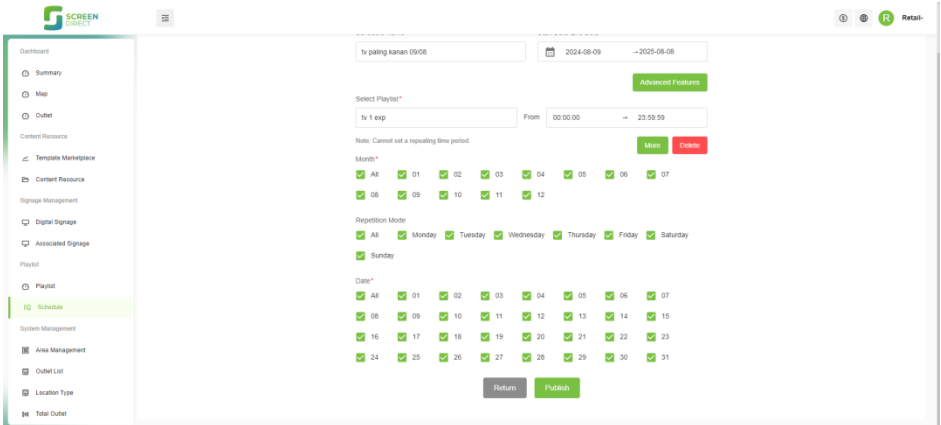 SCREEN
DIRECT
R
Retail-
Dashboard
Summary
Map
Outlet
Content Resource
Template Marketplace
Content Resource
Signage Management
Digital Signage
Associated Signage
Playlist
Playlist
Schedule
System Management
Area Management
Outlet List
Location Type
Total Outlet
tv paling kanan 09/08
2024-08-09 →2025-08-08
Advanced Features
Select Playlist*
tv 1 exp From 00:00:00 → 23:59:59
Note: Cannot set a repeating time period.
More Delete
Month*
All 01 02 03 04 05 06 07
08 09 10 11 12
Repetition Mode
All Monday Tuesday Wednesday Thursday Friday Saturday
Sunday
Date*
All 01 02 03 04 05 06 07
08 09 10 11 12 13 14 15
16 17 18 19 20 21 22 23
24 25 26 27 28 29 30 31
Return Publish